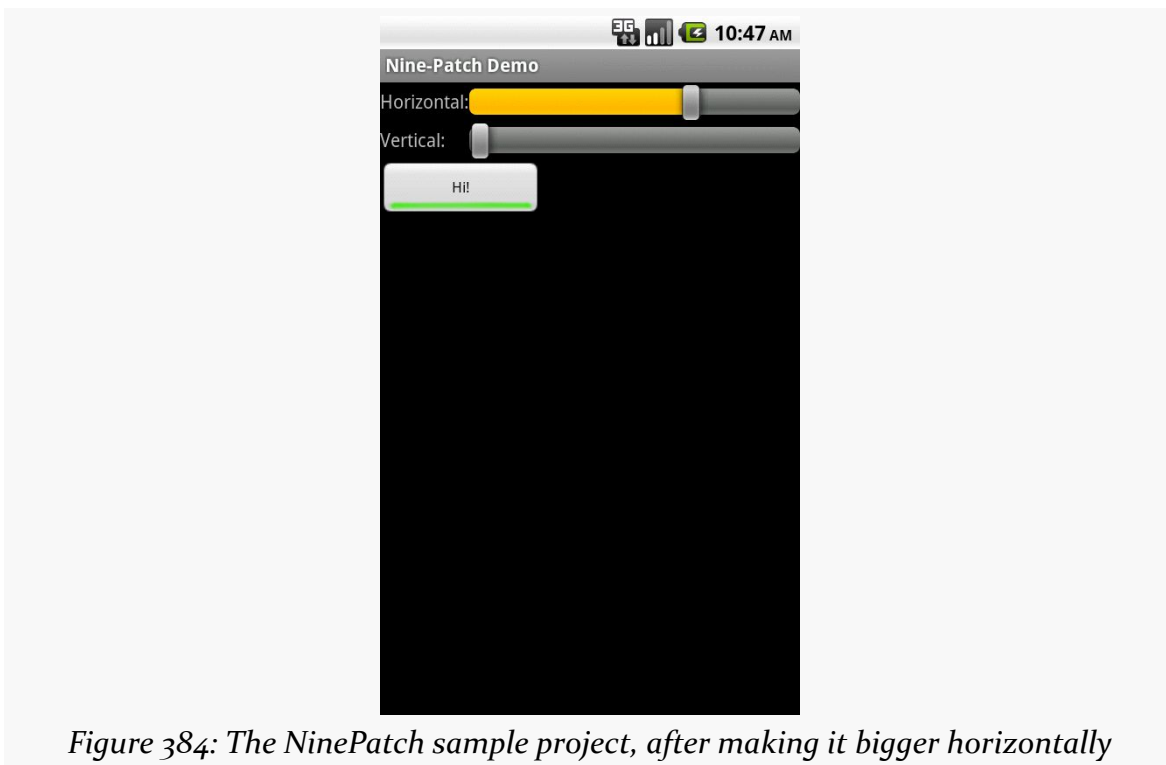 3G 10:47 AM
Nine-Patch Demo
Horizontal:
Vertical:
Hi!
Figure 384: The NinePatch sample project, after making it bigger horizontally